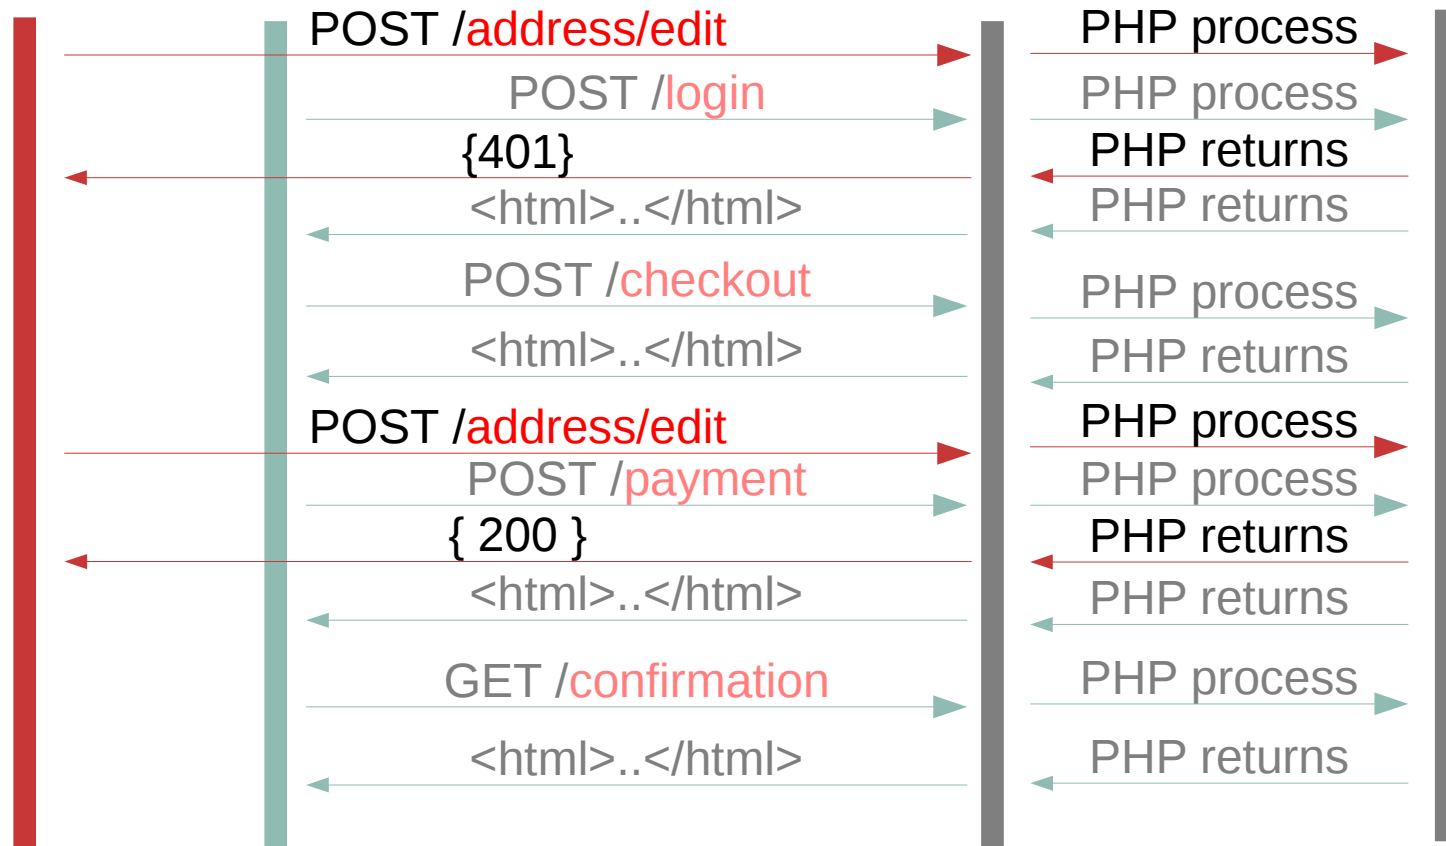 POST /address/edit
PHP process
POST /login
PHP process
{401}
PHP returns
<html>..</html>
PHP returns
POST /checkout
PHP process
<html>..</html>
PHP returns
POST /address/edit
PHP process
POST /payment
PHP process
{ 200 }
PHP returns
<html>..</html>
PHP returns
GET /confirmation
PHP process
<html>..</html>
PHP returns